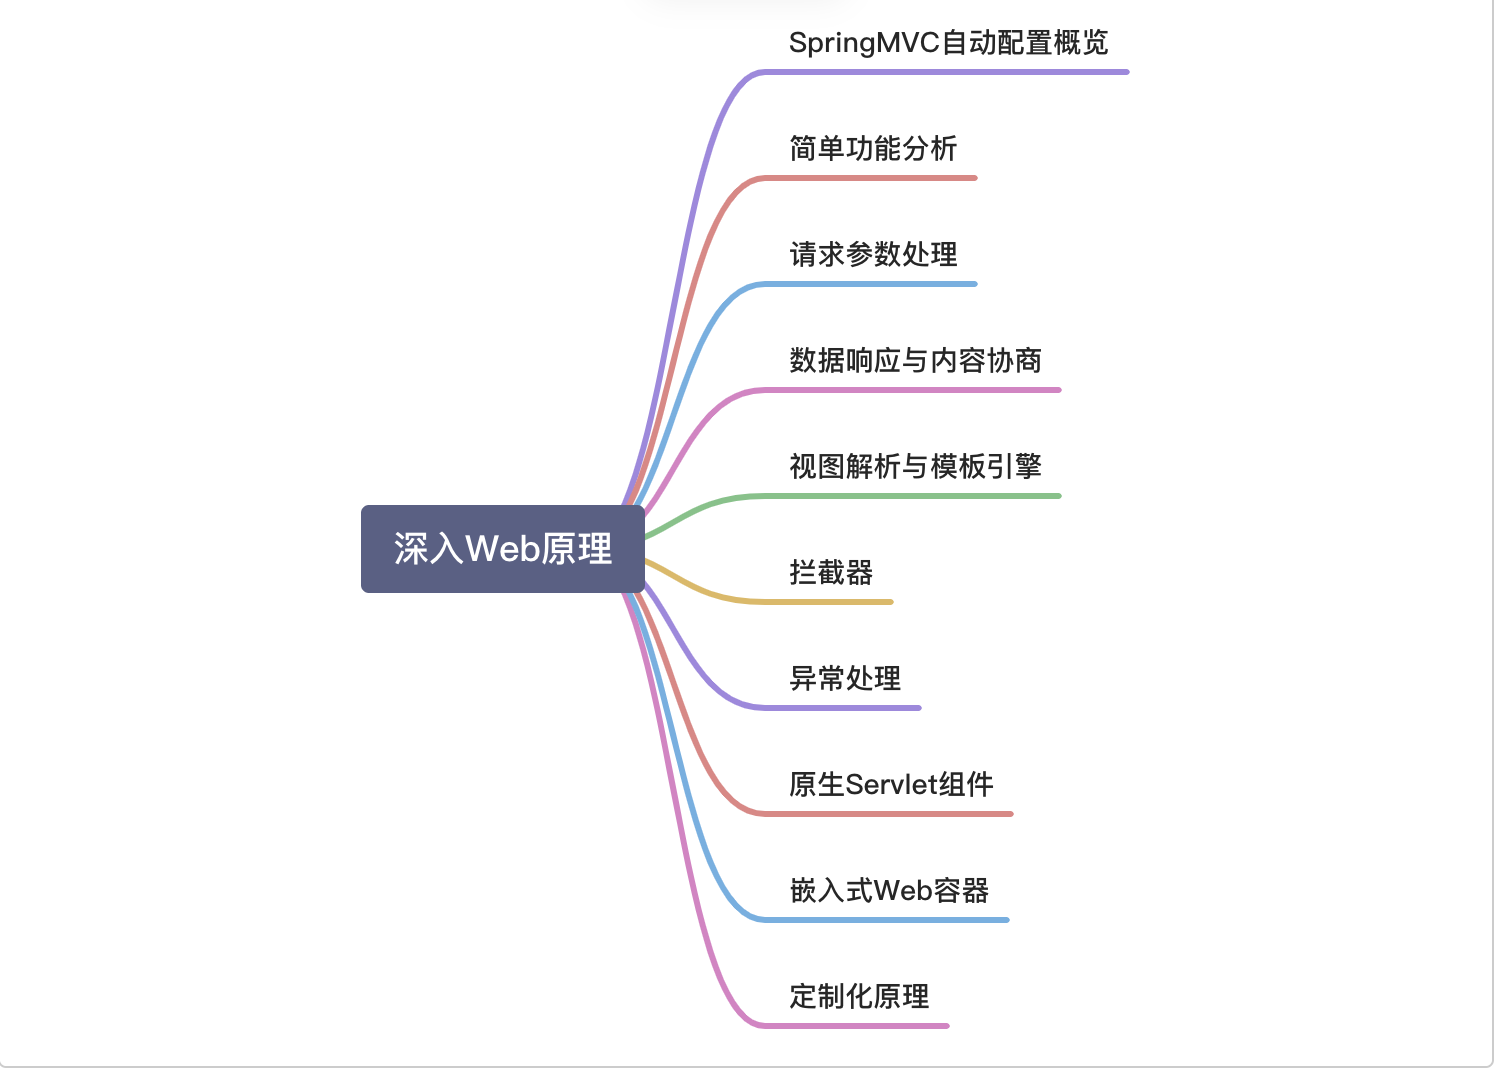 SpringMVC自动配置概览
简单功能分析
请求参数处理
数据响应与内容协商
视图解析与模板引擎
深入Web原理
拦截器
异常处理
原生Servlet组件
嵌入式Web容器
定制化原理